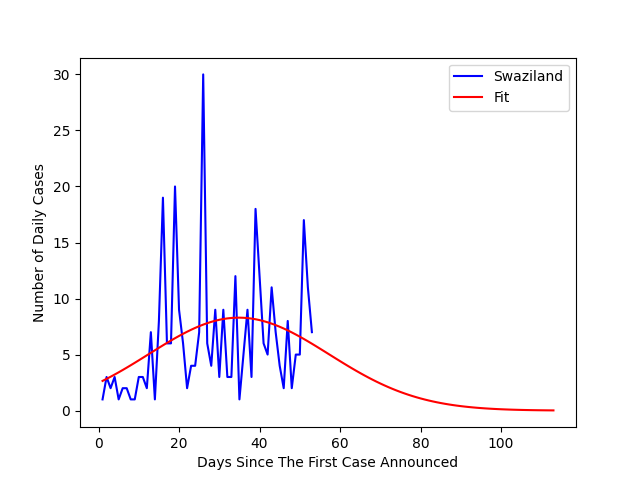 30
25
20
15
10
5
0
Number of Daily Cases
Swaziland
Fit
0 20 40 60 80 100
Days Since The First Case Announced